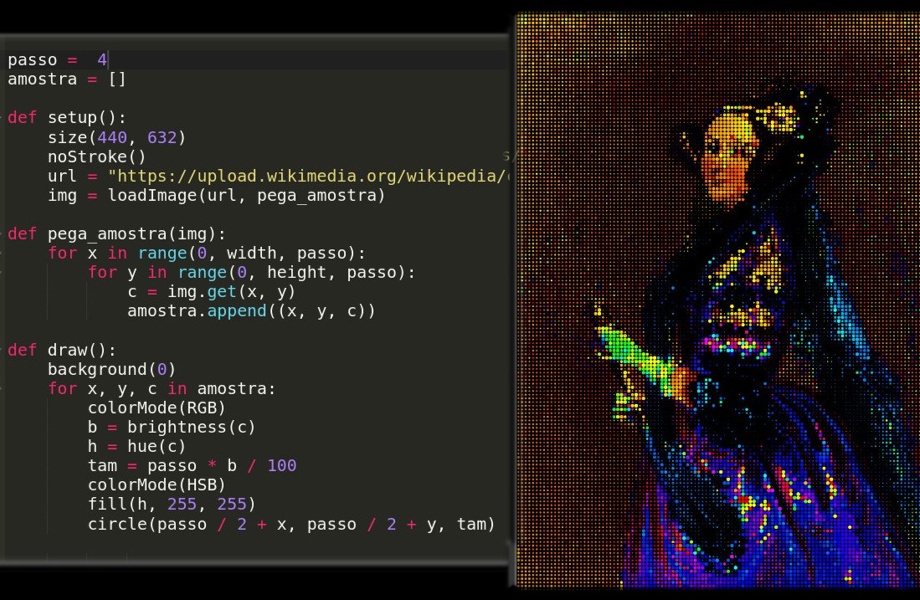 passo =  4
amostra = []
def setup():
    size(440, 632)
    noStroke()
    url = "https://upload.wikimedia.org/wikipedia/
    img = loadImage(url, pega_amostra)
def pega_amostra(img):
    for x in range(0, width, passo):
        for y in range(0, height, passo):
            c = img.get(x, y)
            amostra.append((x, y, c))
def draw():
    background(0)
    for x, y, c in amostra:
        colorMode(RGB)
        b = brightness(c)
        h = hue(c)
        tam = passo * b / 100
        colorMode(HSB)
        fill(h, 255, 255)
        circle(passo / 2 + x, passo / 2 + y, tam)